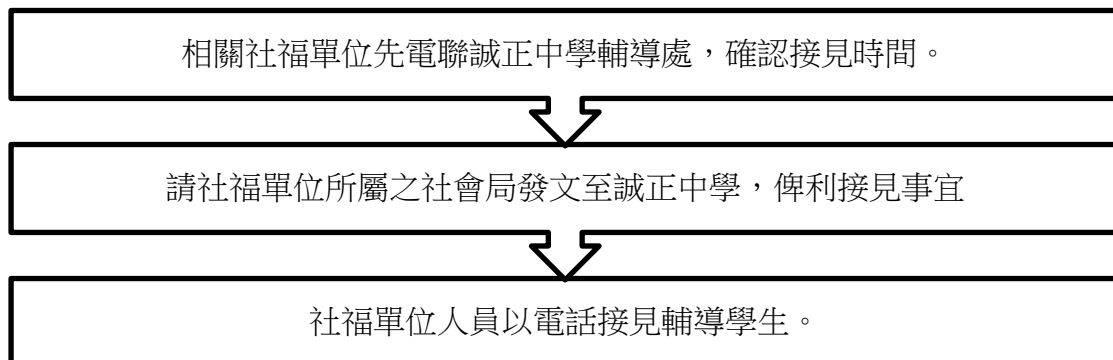 相關社福單位先電聯誠正中學輔導處，確認接見時間。
請社福單位所屬之社會局發文至誠正中學，俾利接見事宜
社福單位人員以電話接見輔導學生。